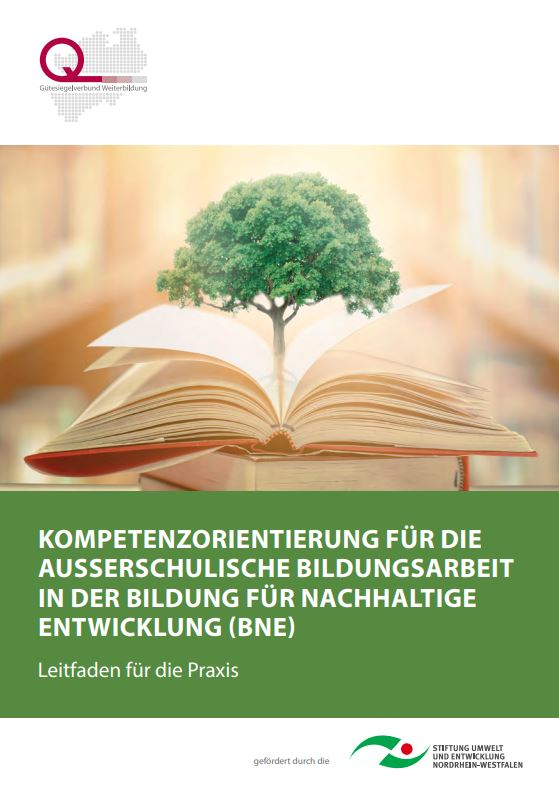 Q
Gütesiegelverbund Weiterbildung
KOMPETENZORIENTIERUNG FÜR DIE
AUSSERSCHULISCHE BILDUNGSARBEIT
IN DER BILDUNG FÜR NACHHALTIGE
ENTWICKLUNG (BNE)
Leitfaden für die Praxis
gefördert durch die
STIFTUNG UMWELT
UND ENTWICKLUNG
NORDRHEIN-WESTFALEN